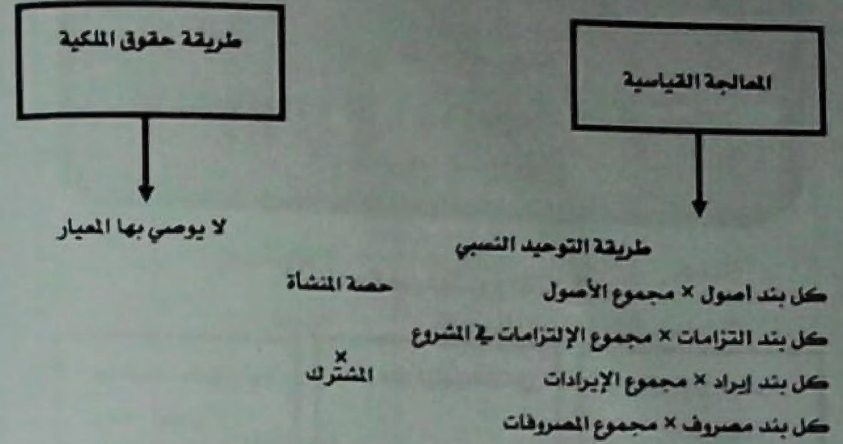 المعالجة القياسية
طريقة حقوق الملكية
طريقة التوحيد النسبي
لا يوصي بها المعيار
كل بند اصول × مجموع الأصول حصة المنشأة
كل بند التزامات × مجموع الإلتزامات في المشروع
×
كل بند إيراد × مجموع الإيرادات المشترك
كل بند مصروف × مجموع المصروفات